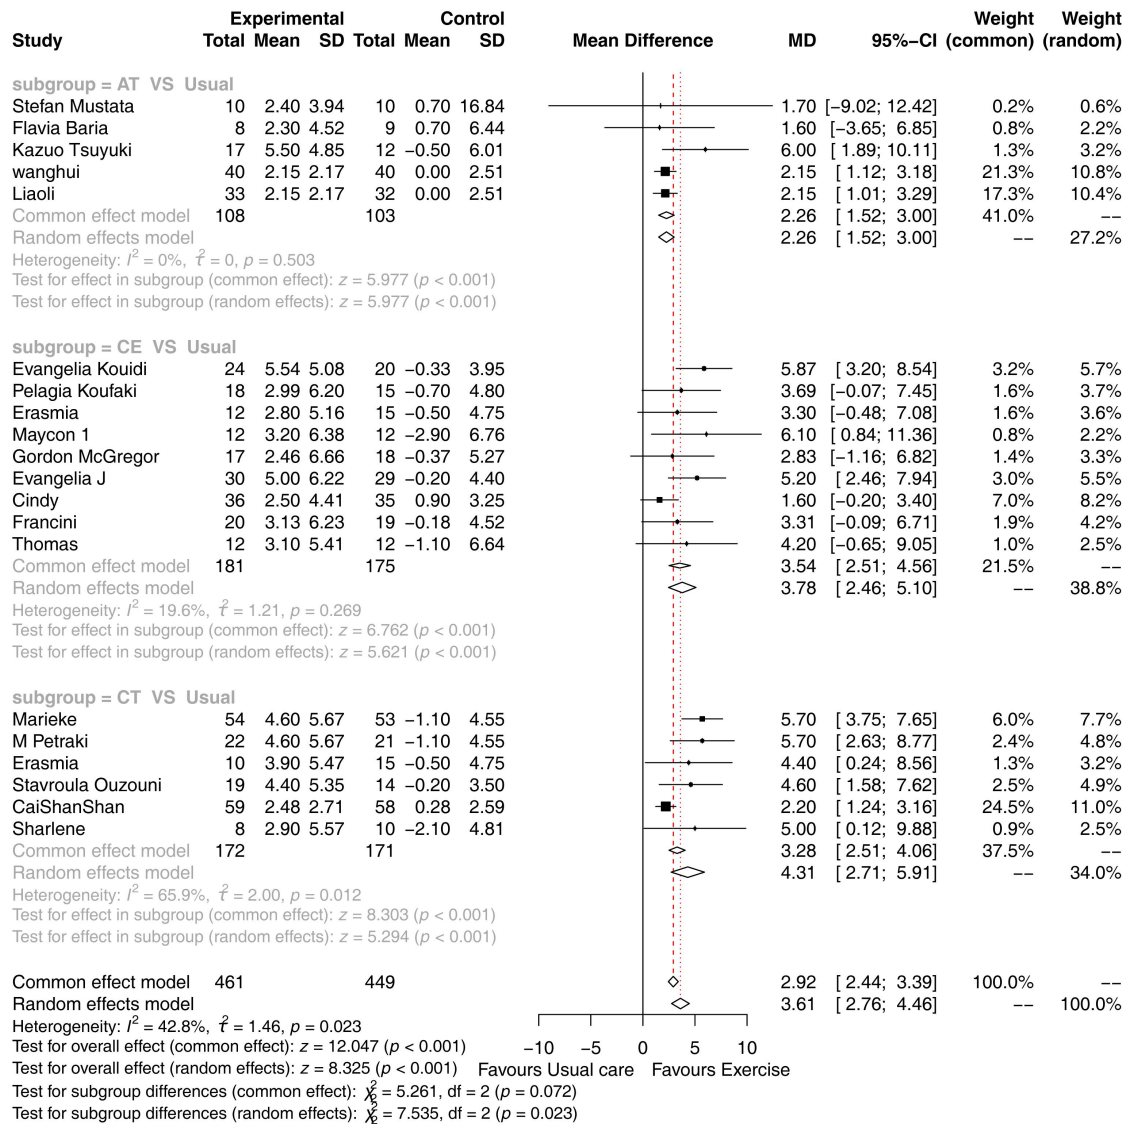 Experimental Control Weight Weight
Study Total Mean SD Total Mean SD Mean Difference MD 95%−CI (common) (random)
subgroup = AT VS Usual
Stefan Mustata 10 2.40 3.94 10 0.70 16.84 1.70 [−9.02; 12.42] 0.2% 0.6%
Flavia Baria 8 2.30 4.52 9 0.70 6.44 1.60 [−3.65; 6.85] 0.8% 2.2%
Kazuo Tsuyuki 17 5.50 4.85 12 −0.50 6.01 6.00 [ 1.89; 10.11] 1.3% 3.2%
wanghui 40 2.15 2.17 40 0.00 2.51 2.15 [ 1.12; 3.18] 21.3% 10.8%
Liaoli 33 2.15 2.17 32 0.00 2.51 2.15 [ 1.01; 3.29] 17.3% 10.4%
Common effect model 108 103 2.26 [ 1.52; 3.00] 41.0% −−
Random effects model 2.26 [ 1.52; 3.00] −− 27.2%
Heterogeneity: I² = 0%, τ² = 0, p = 0.503
Test for effect in subgroup (common effect): z = 5.977 (p < 0.001)
Test for effect in subgroup (random effects): z = 5.977 (p < 0.001)
subgroup = CE VS Usual
Evangelia Kouidi 24 5.54 5.08 20 −0.33 3.95 5.87 [ 3.20; 8.54] 3.2% 5.7%
Pelagia Koufaki 18 2.99 6.20 15 −0.70 4.80 3.69 [−0.07; 7.45] 1.6% 3.7%
Erasmia 12 2.80 5.16 15 −0.50 4.75 3.30 [−0.48; 7.08] 1.6% 3.6%
Maycon 1 12 3.20 6.38 12 −2.90 6.76 6.10 [ 0.84; 11.36] 0.8% 2.2%
Gordon McGregor 17 2.46 6.66 18 −0.37 5.27 2.83 [−1.16; 6.82] 1.4% 3.3%
Evangelia J 30 5.00 6.22 29 −0.20 4.40 5.20 [ 2.46; 7.94] 3.0% 5.5%
Cindy 36 2.50 4.41 35 0.90 3.25 1.60 [−0.20; 3.40] 7.0% 8.2%
Francini 20 3.13 6.23 19 −0.18 4.52 3.31 [−0.09; 6.71] 1.9% 4.2%
Thomas 12 3.10 5.41 12 −1.10 6.64 4.20 [−0.65; 9.05] 1.0% 2.5%
Common effect model 181 175 3.54 [ 2.51; 4.56] 21.5% −−
Random effects model 3.78 [ 2.46; 5.10] −− 38.8%
Heterogeneity: I² = 19.6%, τ² = 1.21, p = 0.269
Test for effect in subgroup (common effect): z = 6.762 (p < 0.001)
Test for effect in subgroup (random effects): z = 5.621 (p < 0.001)
subgroup = CT VS Usual
Marieke 54 4.60 5.67 53 −1.10 4.55 5.70 [ 3.75; 7.65] 6.0% 7.7%
M Petraki 22 4.60 5.67 21 −1.10 4.55 5.70 [ 2.63; 8.77] 2.4% 4.8%
Erasmia 10 3.90 5.47 15 −0.50 4.75 4.40 [ 0.24; 8.56] 1.3% 3.2%
Stavroula Ouzouni 19 4.40 5.35 14 −0.20 3.50 4.60 [ 1.58; 7.62] 2.5% 4.9%
CaiShanShan 59 2.48 2.71 58 0.28 2.59 2.20 [ 1.24; 3.16] 24.5% 11.0%
Sharlene 8 2.90 5.57 10 −2.10 4.81 5.00 [ 0.12; 9.88] 0.9% 2.5%
Common effect model 172 171 3.28 [ 2.51; 4.06] 37.5% −−
Random effects model 4.31 [ 2.71; 5.91] −− 34.0%
Heterogeneity: I² = 65.9%, τ² = 2.00, p = 0.012
Test for effect in subgroup (common effect): z = 8.303 (p < 0.001)
Test for effect in subgroup (random effects): z = 5.294 (p < 0.001)
Common effect model 461 449 2.92 [ 2.44; 3.39] 100.0% −−
Random effects model 3.61 [ 2.76; 4.46] −− 100.0%
Heterogeneity: I² = 42.8%, τ² = 1.46, p = 0.023
Test for overall effect (common effect): z = 12.047 (p < 0.001) −10 −5 0 5 10
Test for overall effect (random effects): z = 8.325 (p < 0.001) Favours Usual care Favours Exercise
Test for subgroup differences (common effect): χ²₂ = 5.261, df = 2 (p = 0.072)
Test for subgroup differences (random effects): χ²₂ = 7.535, df = 2 (p = 0.023)